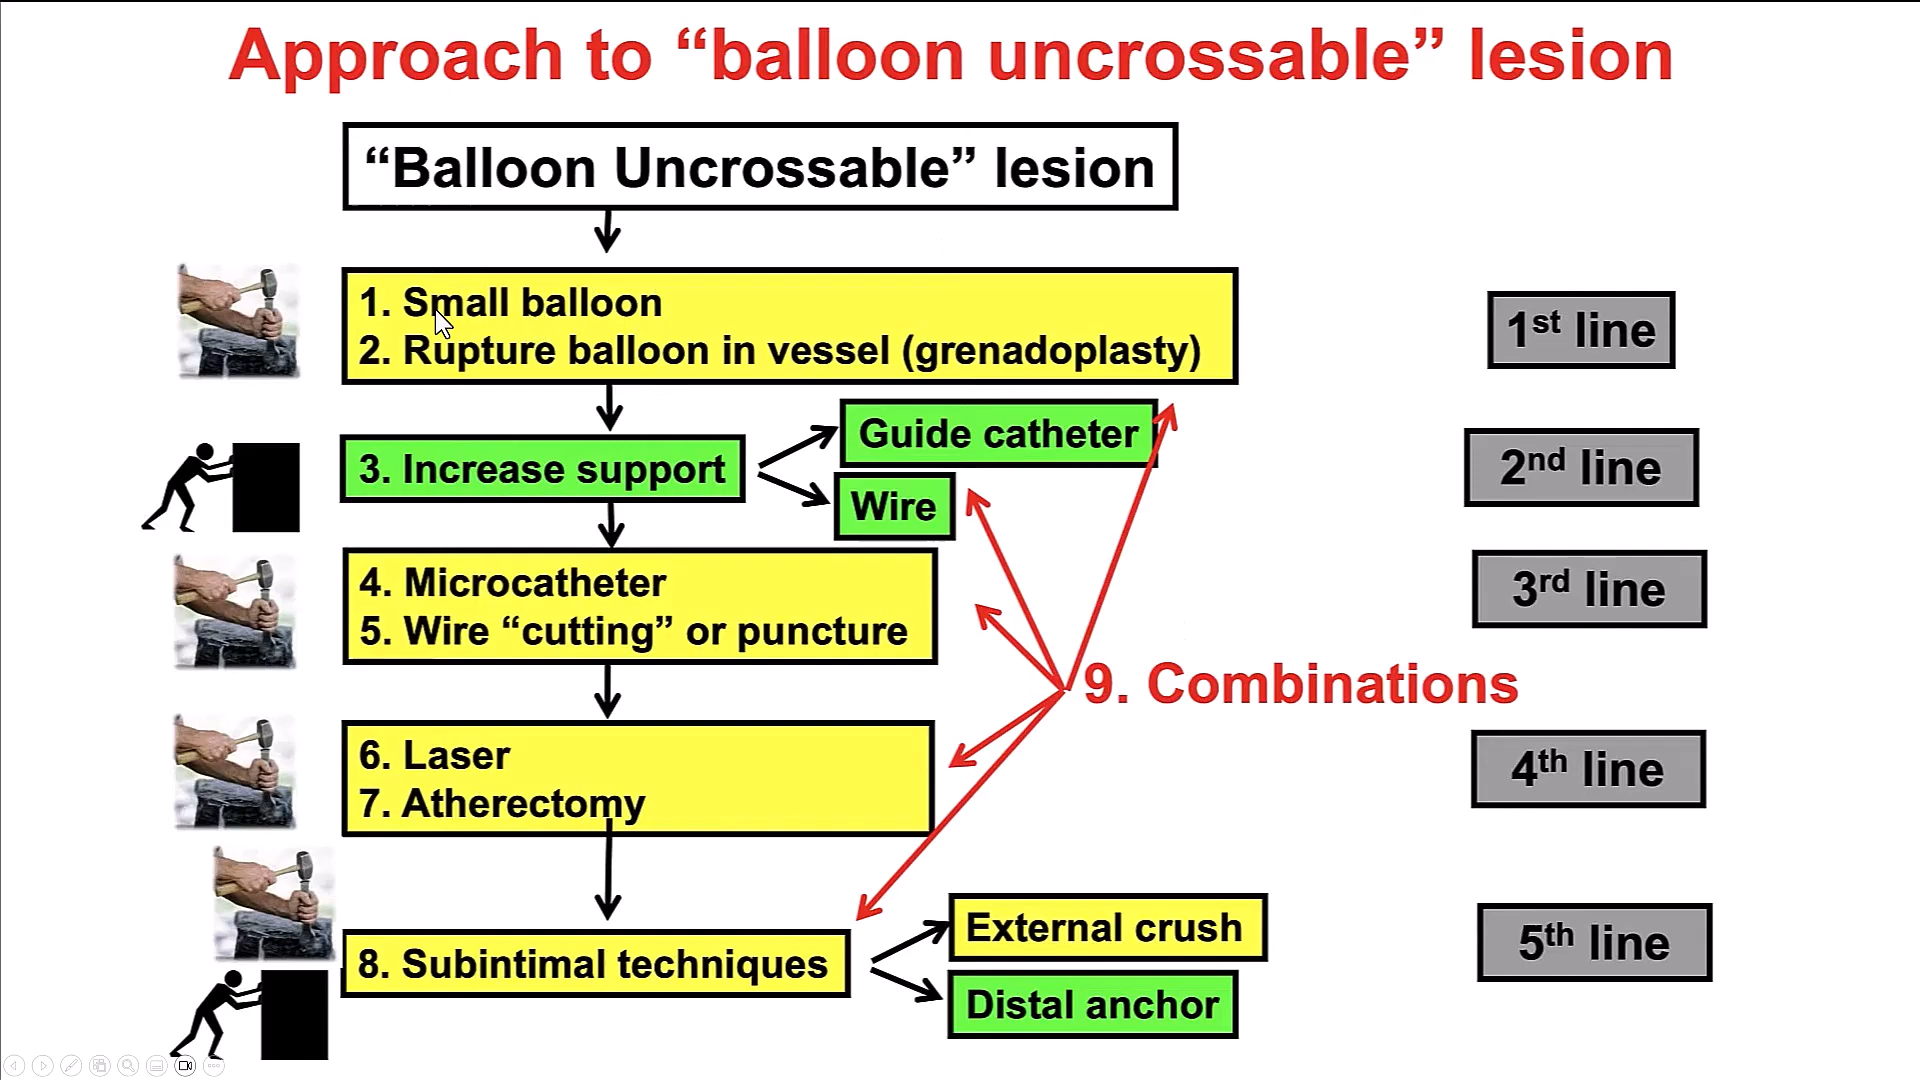 Approach to “balloon uncrossable” lesion
“Balloon Uncrossable” lesion
1. Small balloon
2. Rupture balloon in vessel (grenadoplasty)
1st line
3. Increase support
Guide catheter
Wire
2nd line
4. Microcatheter
5. Wire “cutting” or puncture
3rd line
9. Combinations
6. Laser
7. Atherectomy
4th line
8. Subintimal techniques
External crush
Distal anchor
5th line